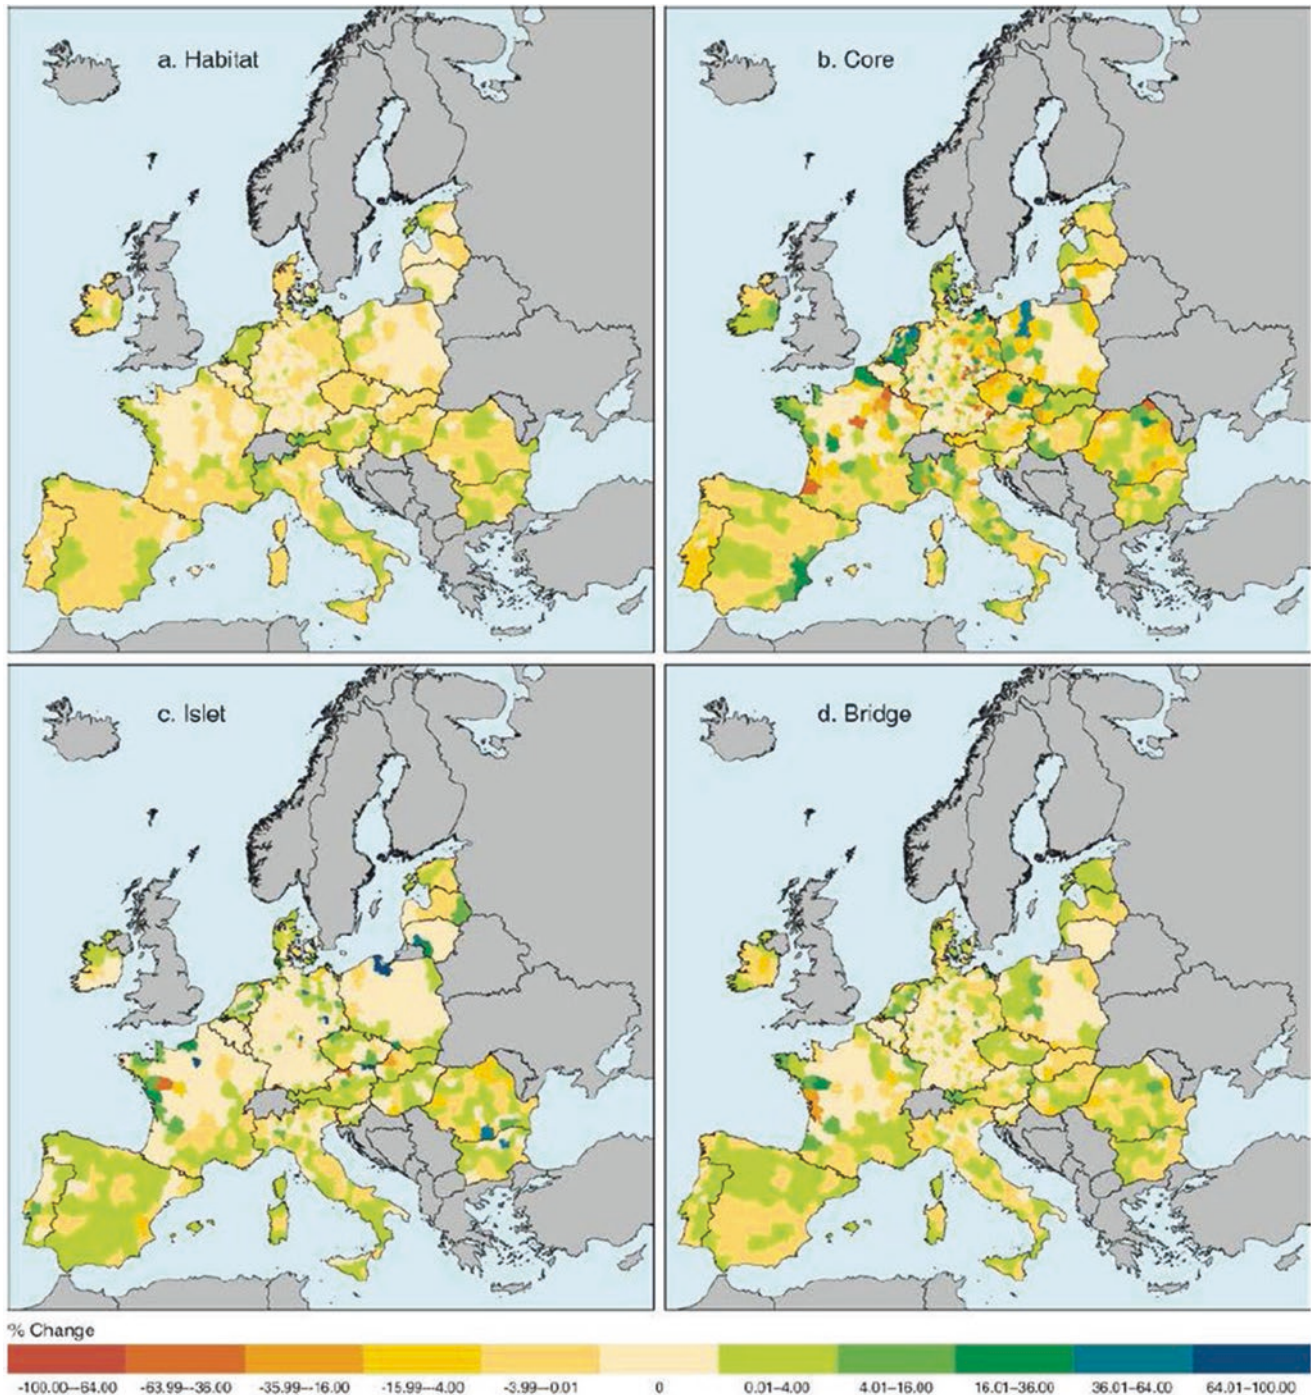 a. Habitat
b. Core
c. Islet
d. Bridge
% Change
-100.00–-64.00 -63.99–-36.00 -35.99–-16.00 -15.99–-4.00 -3.99–-0.01 0 0.01–4.00 4.01–16.00 16.01–36.00 36.01–64.00 64.01–100.00